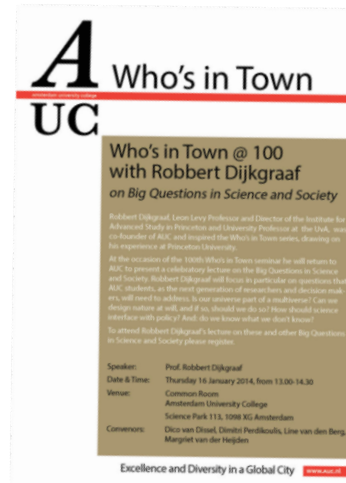 A
UC
amsterdam university college
Who's in Town
Who's in Town @ 100
with Robbert Dijkgraaf
on Big Questions in Science and Society
Robbert Dijkgraaf, Leon Levy Professor and Director of the Institute for
Advanced Study in Princeton and University Professor at the UvA, was
co-founder of AUC and inspired the Who's in Town series, drawing on
his experience at Princeton University.
At the occasion of the 100th Who's in Town seminar he will return to
AUC to present a celebratory lecture on the Big Questions in Science
and Society. Robbert Dijkgraaf will focus in particular on questions that
AUC students, as the next generation of researchers and decision mak-
ers, will need to address: Is our universe part of a multiverse? Can we
design nature at will, and if so, should we do so? How should science
interface with policy? And: do we know what we don't know?
To attend Robbert Dijkgraaf's lecture on these and other Big Questions
in Science and Society please register.
Speaker: Prof. Robbert Dijkgraaf
Date & Time: Thursday 16 January 2014, from 13.00-14.30
Venue: Common Room
Amsterdam University College
Science Park 113, 1098 XG Amsterdam
Convenors: Dico van Dissel, Dimitri Perdikoulis, Line van den Berg,
Margriet van der Heijden
Excellence and Diversity in a Global City www.auc.nl